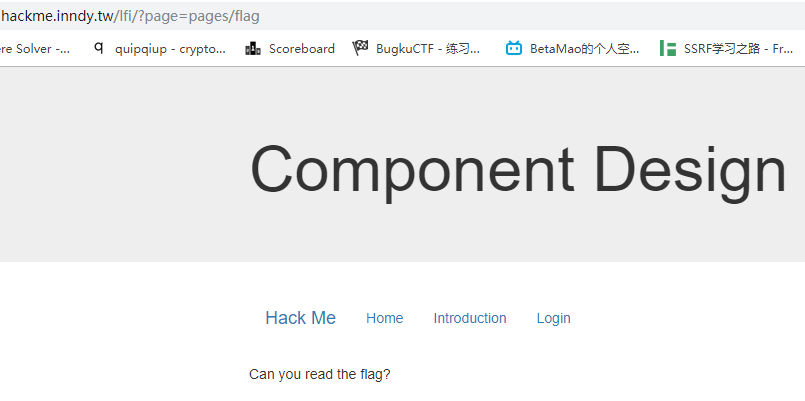 hackme.inndy.tw/lfi/?page=pages/flag
ere Solver -... quipqiup - crypto... Scoreboard BugkuCTF - 练习... BetaMao的个人空... SSRF学习之路 - Fr...
Component Design
Hack Me Home Introduction Login
Can you read the flag?